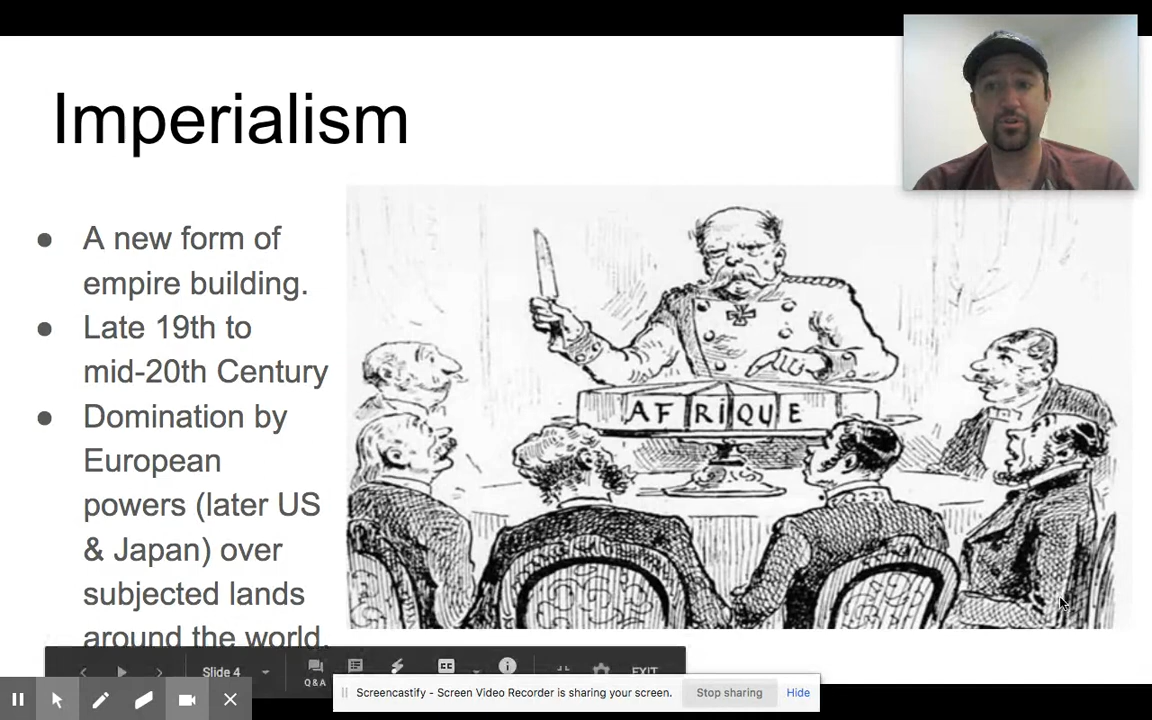 Imperialism
● A new form of
empire building.
● Late 19th to
mid-20th Century
● Domination by
European
powers (later US
& Japan) over
subjected lands
around the world.
AFRIQUE
Slide 4
Q&A
CC
EXIT
Screencastify - Screen Video Recorder is sharing your screen.
Stop sharing
Hide